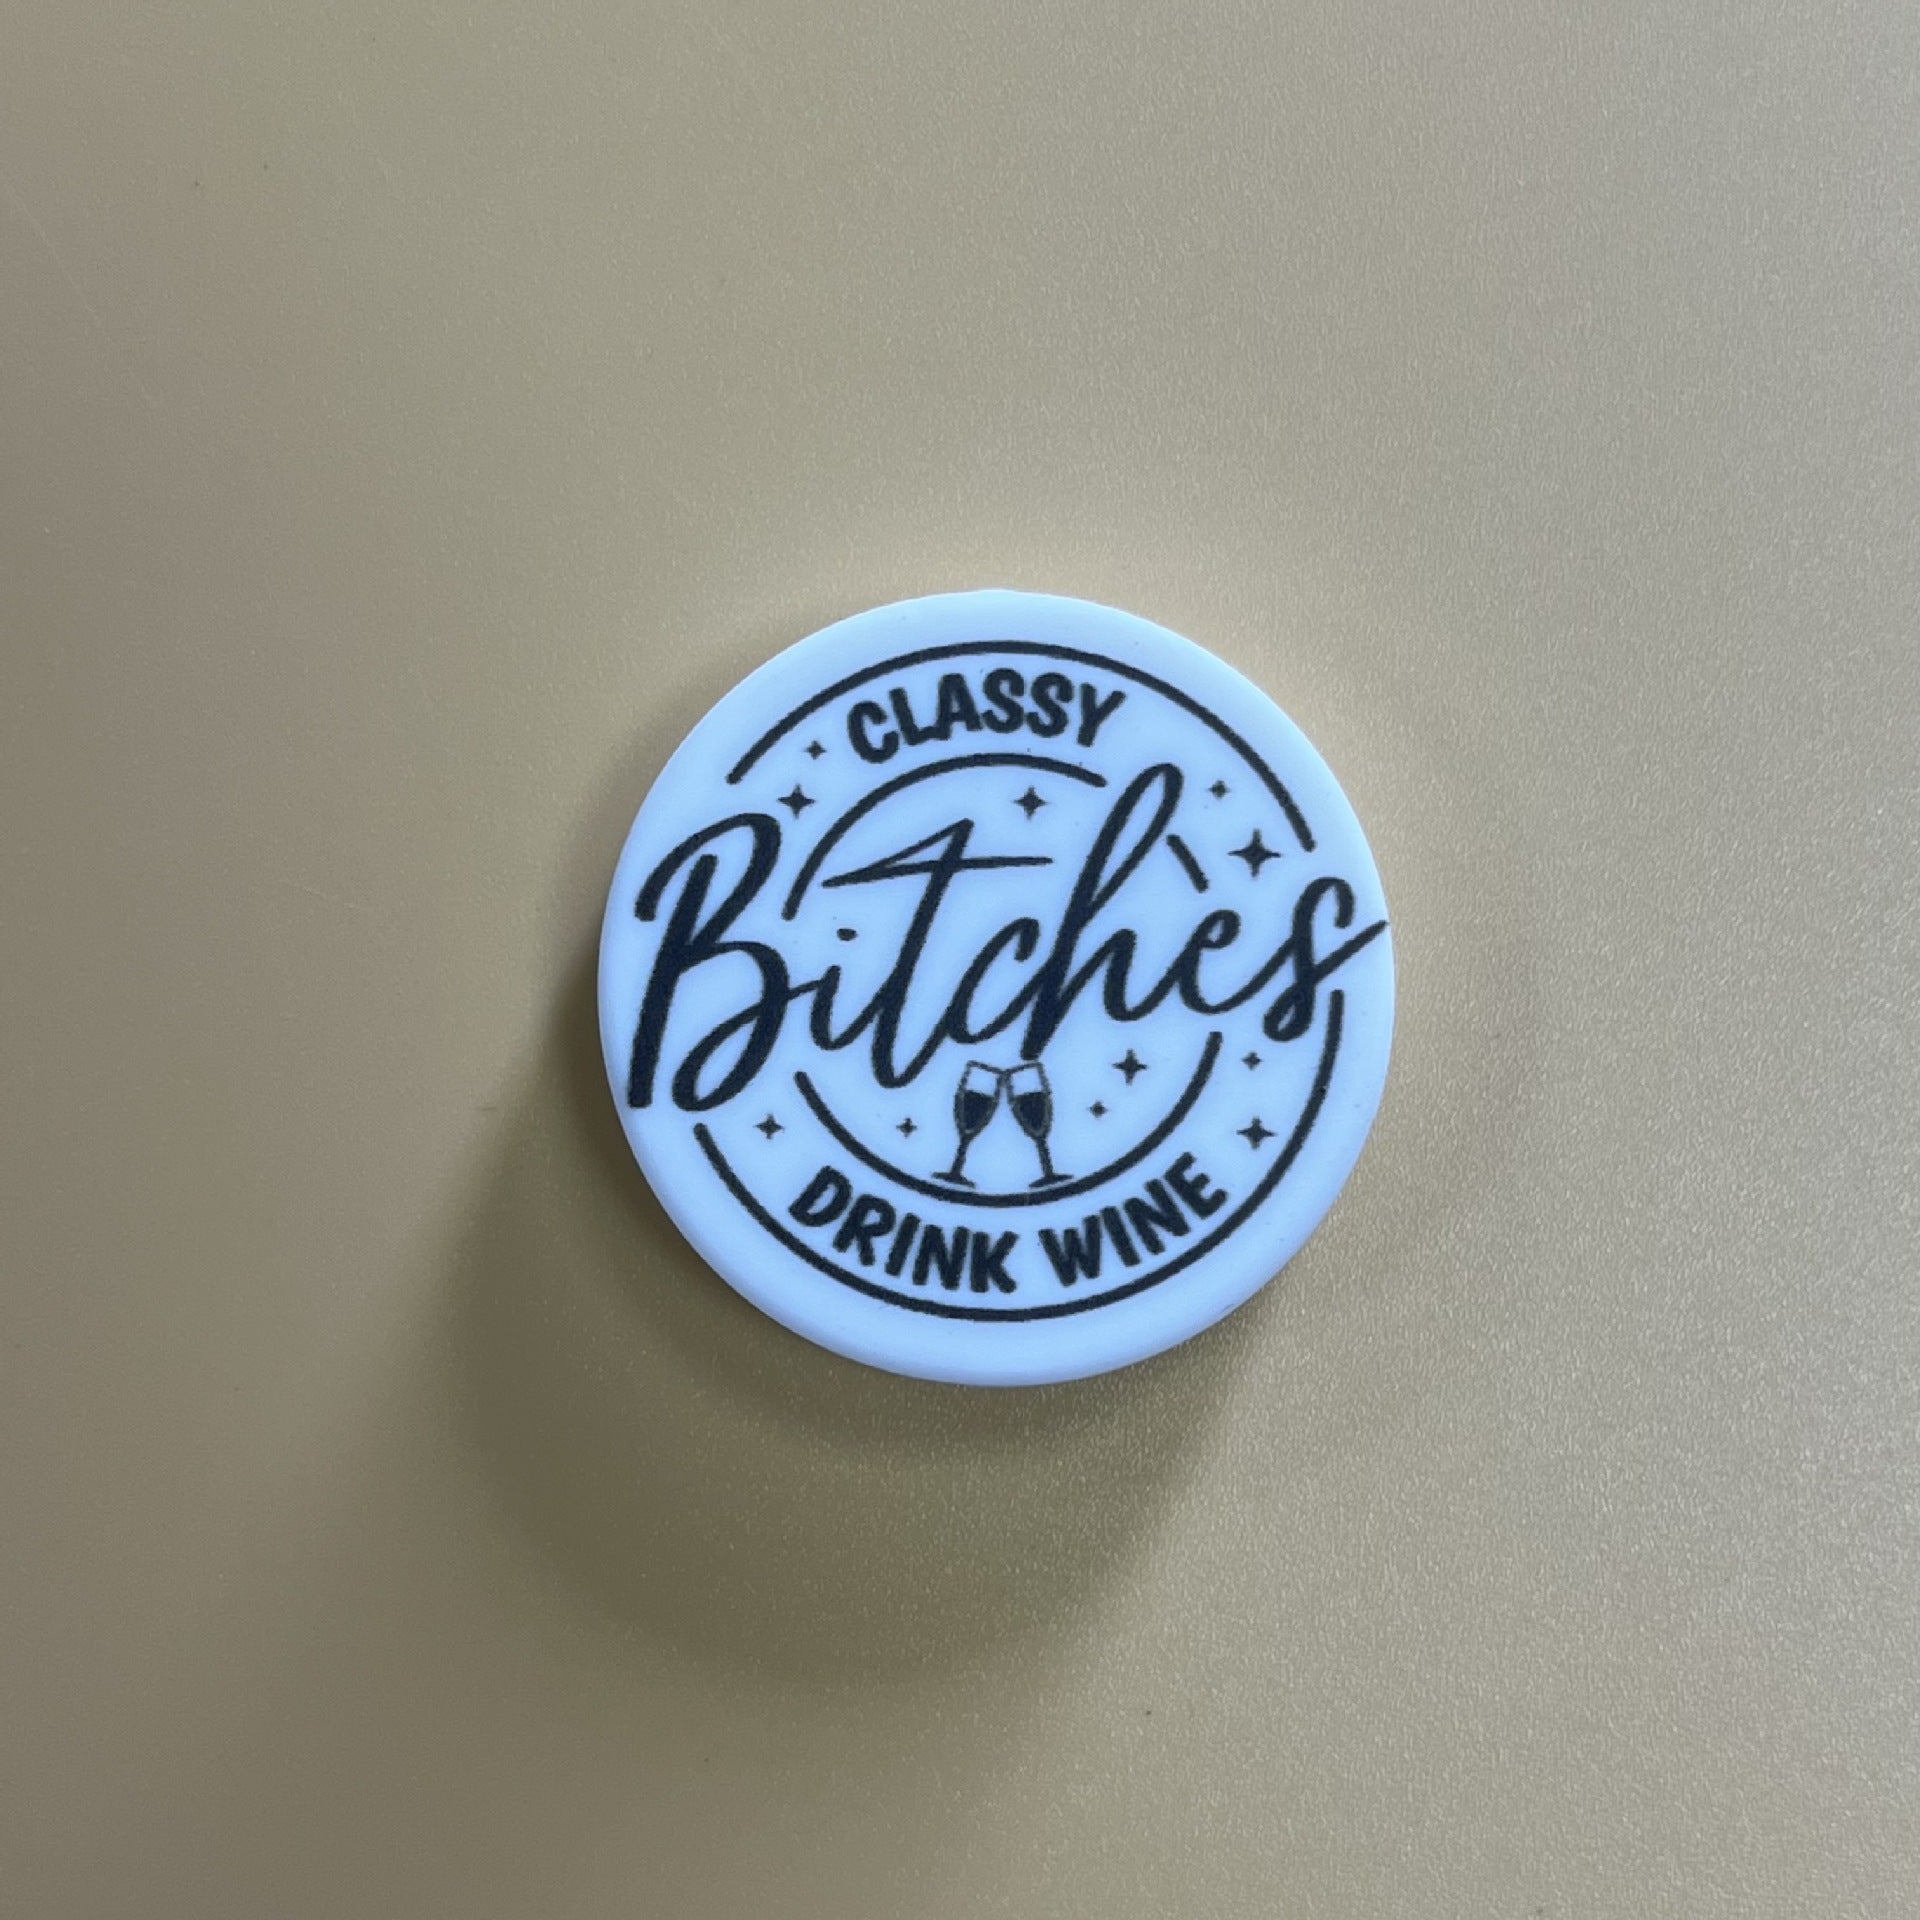 CLASSY
Bitches
DRINK WINE